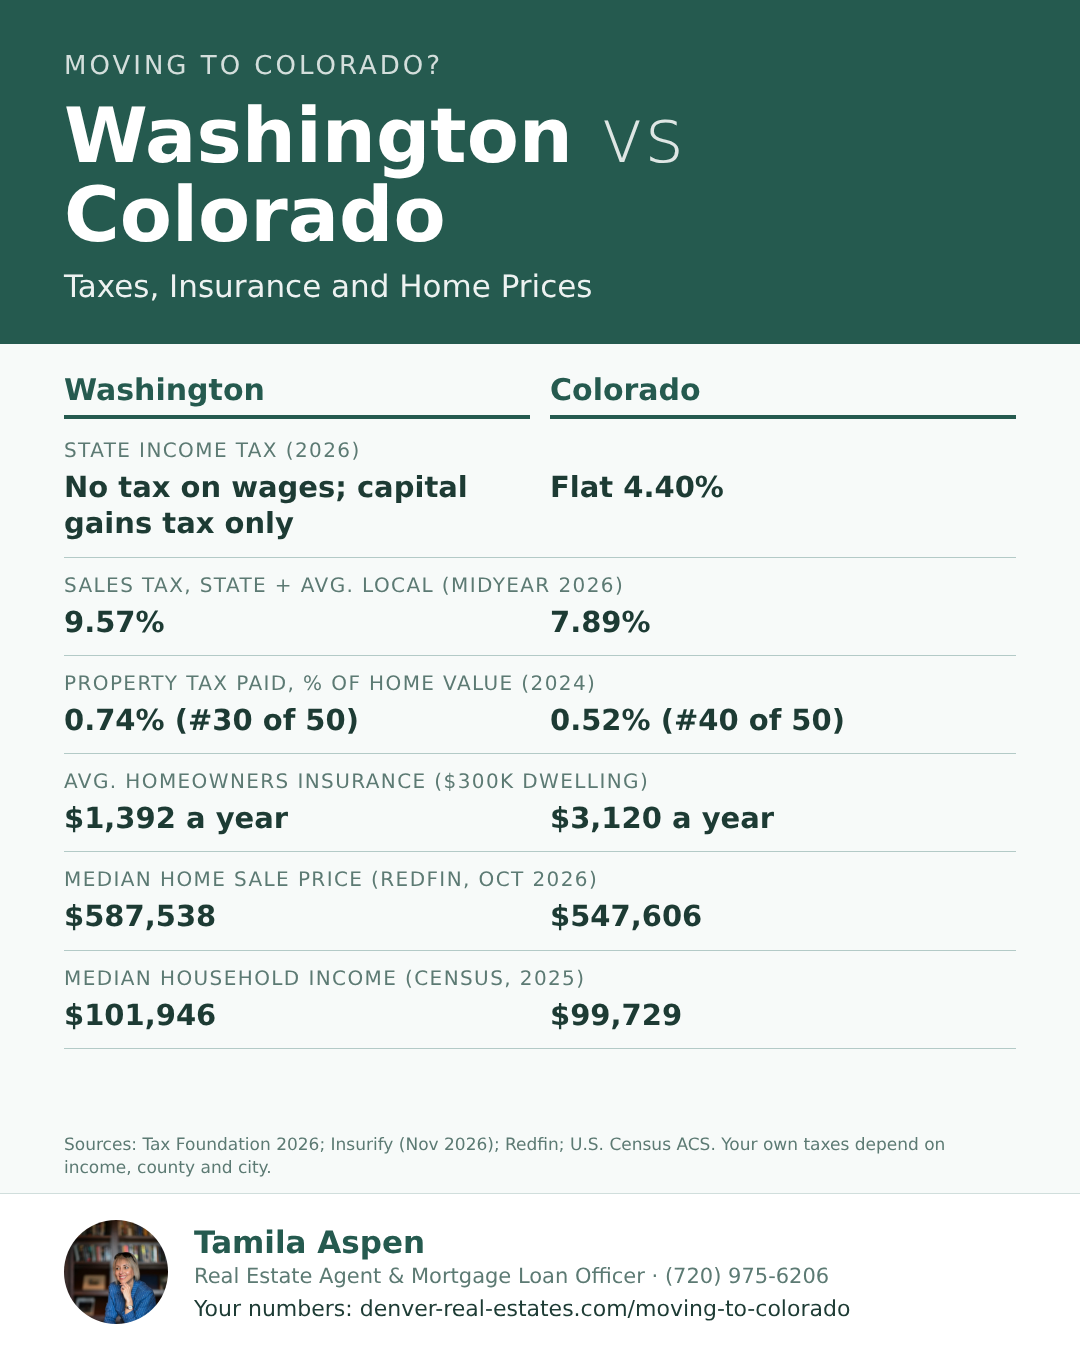 MOVING TO COLORADO?
Washington VS
Colorado
Taxes, Insurance and Home Prices
Washington
Colorado
STATE INCOME TAX (2026)
No tax on wages; capital
gains tax only
Flat 4.40%
SALES TAX, STATE + AVG. LOCAL (MIDYEAR 2026)
9.57%
7.89%
PROPERTY TAX PAID, % OF HOME VALUE (2024)
0.74% (#30 of 50)
0.52% (#40 of 50)
AVG. HOMEOWNERS INSURANCE ($300K DWELLING)
$1,392 a year
$3,120 a year
MEDIAN HOME SALE PRICE (REDFIN, OCT 2026)
$587,538
$547,606
MEDIAN HOUSEHOLD INCOME (CENSUS, 2025)
$101,946
$99,729
Sources: Tax Foundation 2026; Insurify (Nov 2026); Redfin; U.S. Census ACS. Your own taxes depend on
income, county and city.
Tamila Aspen
Real Estate Agent & Mortgage Loan Officer · (720) 975-6206
Your numbers: denver-real-estates.com/moving-to-colorado